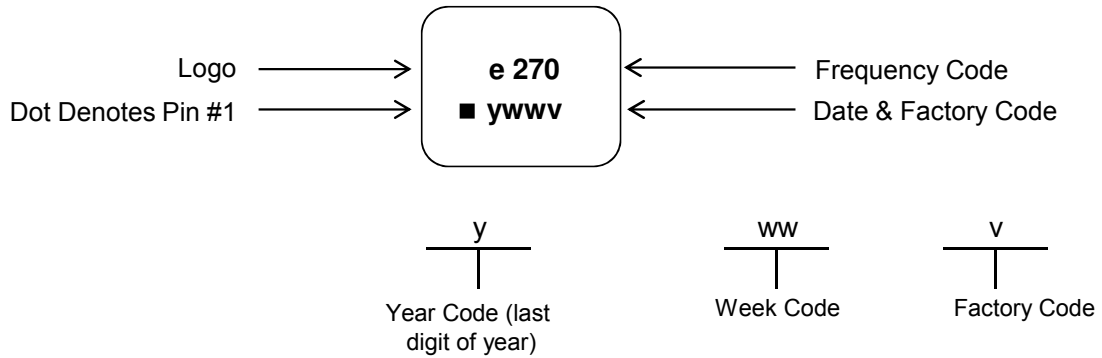 Logo
e 270
Frequency Code
Dot Denotes Pin #1
■ ywwv
Date & Factory Code
y
ww
v
Year Code (last
digit of year)
Week Code
Factory Code